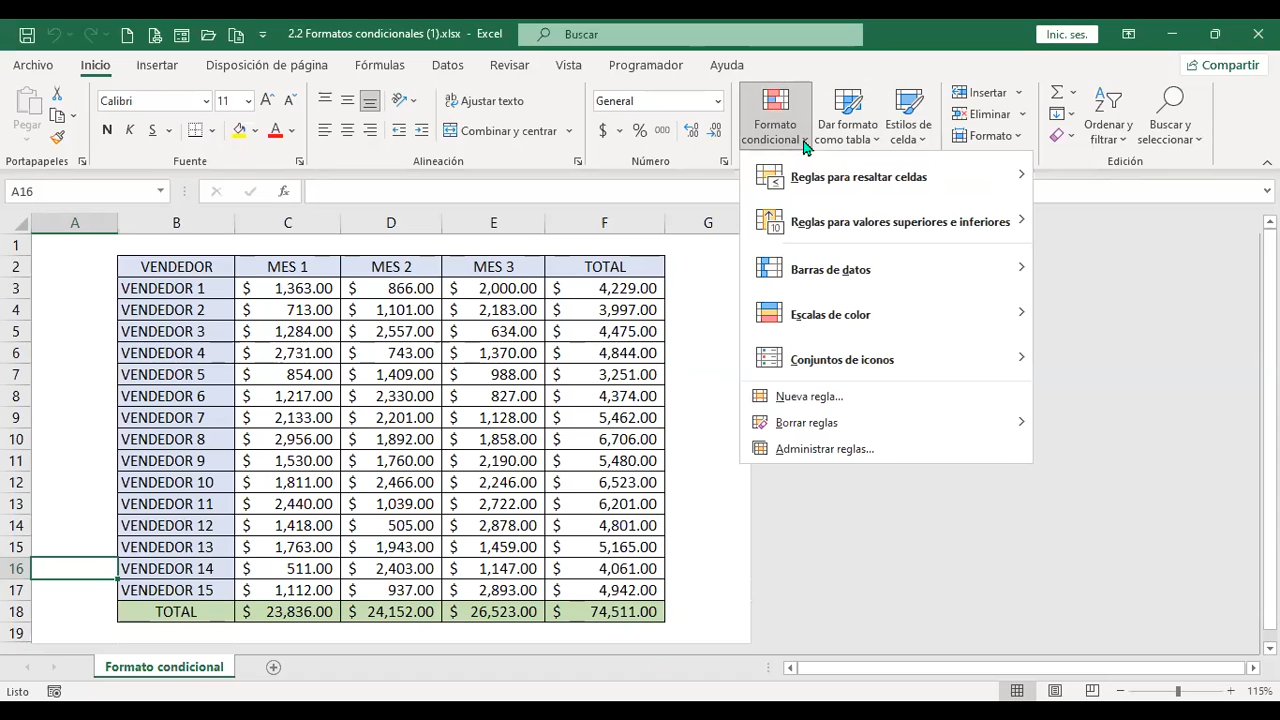 2.2 Formatos condicionales (1).xlsx - Excel
Buscar
Inic. ses.
Archivo Inicio Insertar Disposición de página Fórmulas Datos Revisar Vista Programador Ayuda Compartir
Pegar
Calibri 11
N K S
Ajustar texto
Combinar y centrar
General
$ % 000
Formato condicional
Dar formato como tabla
Estilos de celda
Insertar
Eliminar
Formato
Ordenar y filtrar
Buscar y seleccionar
Portapapeles Fuente Alineación Número Edición
Reglas para resaltar celdas
Reglas para valores superiores e inferiores
Barras de datos
Escalas de color
Conjuntos de iconos
Nueva regla...
Borrar reglas
Administrar reglas...
A16 fx
A B C D E F G
1
2 VENDEDOR MES 1 MES 2 MES 3 TOTAL
3 VENDEDOR 1 $ 1,363.00 $ 866.00 $ 2,000.00 $ 4,229.00
4 VENDEDOR 2 $ 713.00 $ 1,101.00 $ 2,183.00 $ 3,997.00
5 VENDEDOR 3 $ 1,284.00 $ 2,557.00 $ 634.00 $ 4,475.00
6 VENDEDOR 4 $ 2,731.00 $ 743.00 $ 1,370.00 $ 4,844.00
7 VENDEDOR 5 $ 854.00 $ 1,409.00 $ 988.00 $ 3,251.00
8 VENDEDOR 6 $ 1,217.00 $ 2,330.00 $ 827.00 $ 4,374.00
9 VENDEDOR 7 $ 2,133.00 $ 2,201.00 $ 1,128.00 $ 5,462.00
10 VENDEDOR 8 $ 2,956.00 $ 1,892.00 $ 1,858.00 $ 6,706.00
11 VENDEDOR 9 $ 1,530.00 $ 1,760.00 $ 2,190.00 $ 5,480.00
12 VENDEDOR 10 $ 1,811.00 $ 2,466.00 $ 2,246.00 $ 6,523.00
13 VENDEDOR 11 $ 2,440.00 $ 1,039.00 $ 2,722.00 $ 6,201.00
14 VENDEDOR 12 $ 1,418.00 $ 505.00 $ 2,878.00 $ 4,801.00
15 VENDEDOR 13 $ 1,763.00 $ 1,943.00 $ 1,459.00 $ 5,165.00
16 VENDEDOR 14 $ 511.00 $ 2,403.00 $ 1,147.00 $ 4,061.00
17 VENDEDOR 15 $ 1,112.00 $ 937.00 $ 2,893.00 $ 4,942.00
18 TOTAL $ 23,836.00 $ 24,152.00 $ 26,523.00 $ 74,511.00
19
Formato condicional
Listo 115%